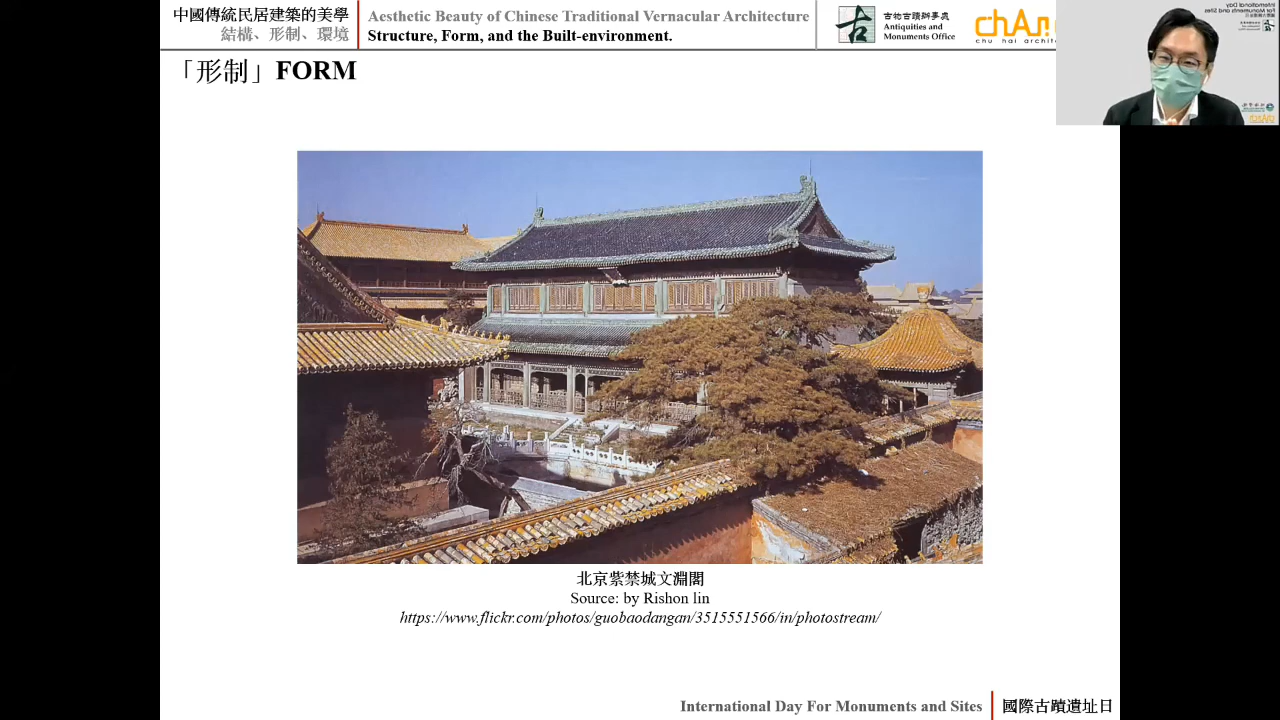 中國傳統民居建築的美學
結構、形制、環境
Aesthetic Beauty of Chinese Traditional Vernacular Architecture
Structure, Form, and the Built-environment.
古物古蹟辦事處
Antiquities and
Monuments Office
chu hai archite
「形制」FORM
北京紫禁城文淵閣
Source: by Rishon lin
https://www.flickr.com/photos/guobaodangan/3515551566/in/photostream/
International Day For Monuments and Sites
國際古蹟遺址日